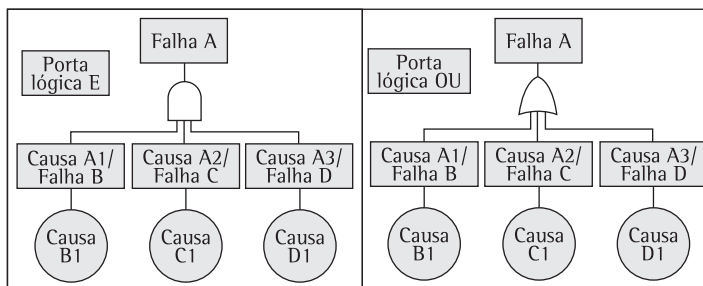 Falha A
Porta
lógica E
Causa A1/
Falha B
Causa A2/
Falha C
Causa A3/
Falha D
Causa
B1
Causa
C1
Causa
D1
Falha A
Porta
lógica OU
Causa A1/
Falha B
Causa A2/
Falha C
Causa A3/
Falha D
Causa
B1
Causa
C1
Causa
D1